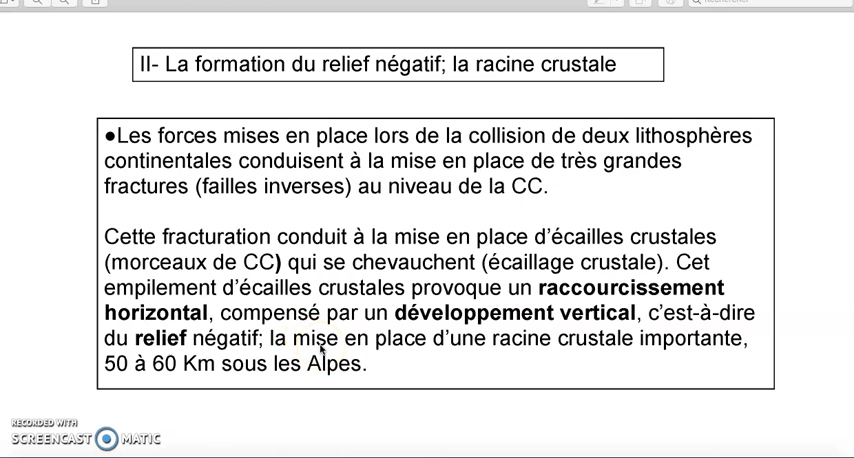 II- La formation du relief négatif; la racine crustale
●Les forces mises en place lors de la collision de deux lithosphères
continentales conduisent à la mise en place de très grandes
fractures (failles inverses) au niveau de la CC.
Cette fracturation conduit à la mise en place d’écailles crustales
(morceaux de CC) qui se chevauchent (écaillage crustale). Cet
empilement d’écailles crustales provoque un raccourcissement
horizontal, compensé par un développement vertical, c’est-à-dire
du relief négatif; la mise en place d’une racine crustale importante,
50 à 60 Km sous les Alpes.
RECORDED WITH
SCREENCAST MATIC